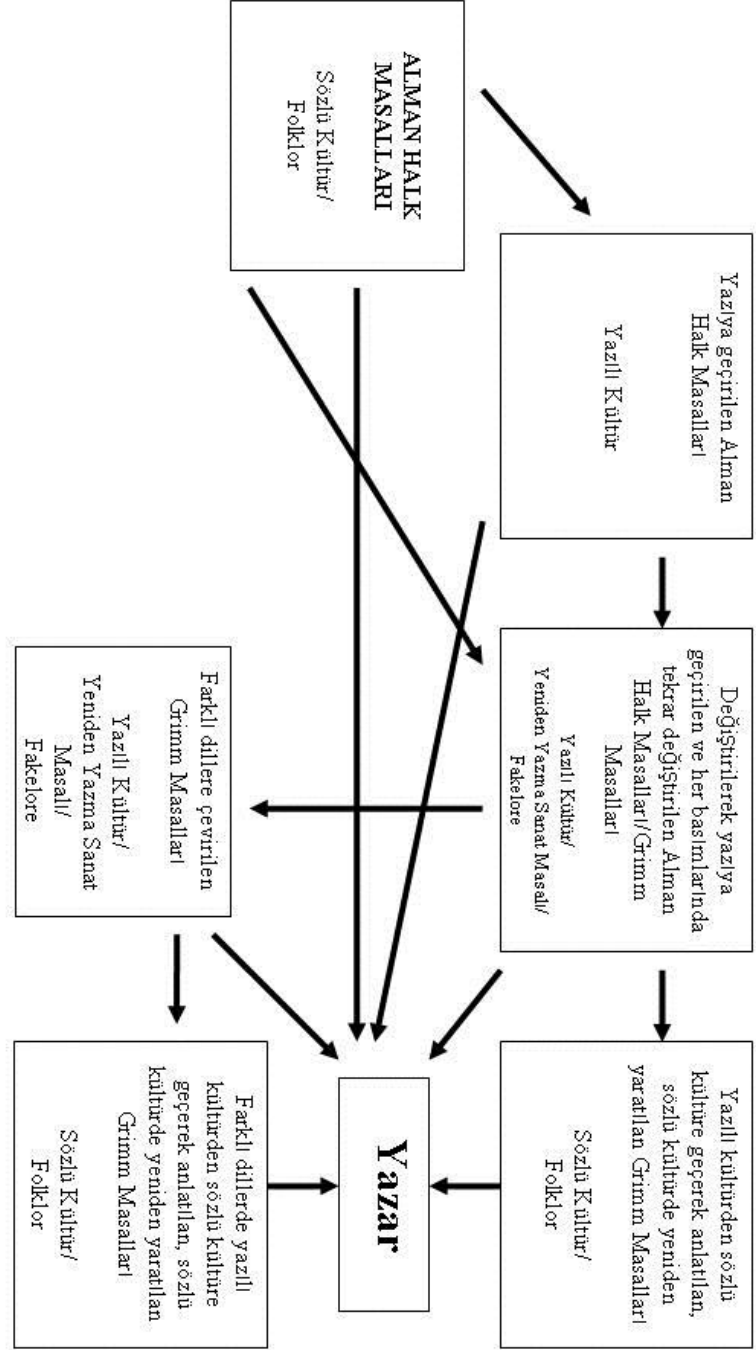 ALMAN HALK
MASALLARI
Sözlü Kültür/
Folklor
Yazıya geçirilen Alman
Halk Masalları
Yazılı Kültür
Değiştirilerek yazıya
geçirilen ve her basımlarında
tekrar değiştirilen Alman
Halk Masalları/Grimm
Masalları
Yazılı Kültür/
Yeniden Yazma Sanat Masalı/
Fakelore
Farklı dillere çevirilen
Grimm Masalları
Yazılı Kültür/
Yeniden Yazma Sanat
Masalı/
Fakelore
Yazılı kültürden sözlü
kültüre geçerek anlatılan,
sözlü kültürde yeniden
yaratılan Grimm Masalları
Sözlü Kültür/
Folklor
Yazar
Farklı dillerde yazılı
kültürden sözlü kültüre
geçerek anlatılan, sözlü
kültürde yeniden yaratılan
Grimm Masalları
Sözlü Kültür/
Folklor